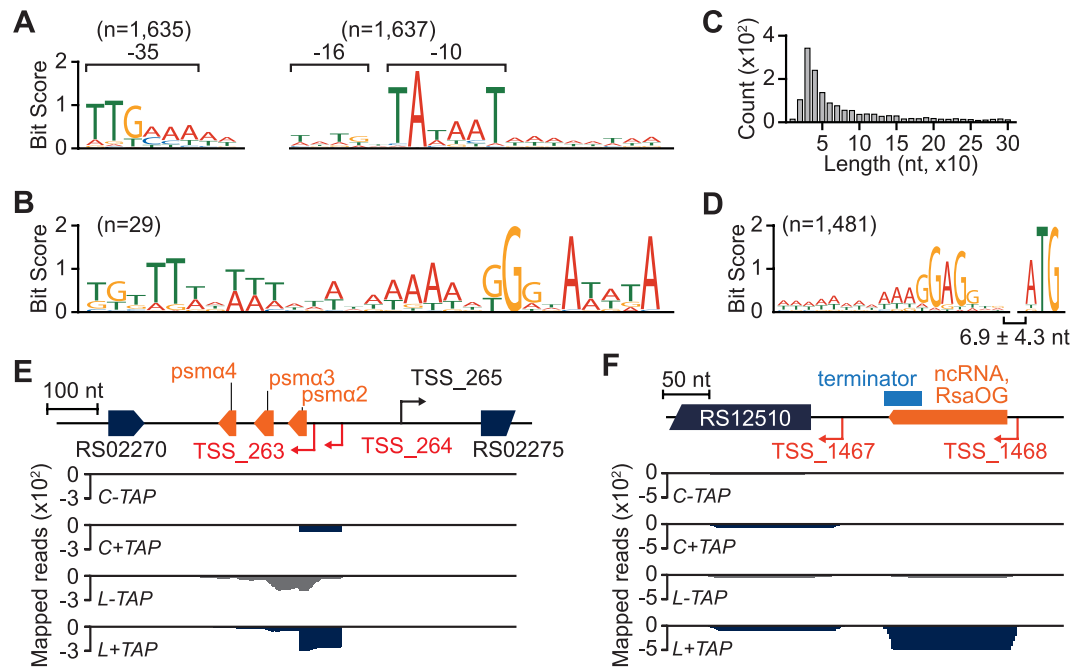 A
(n=1,635)
-35
(n=1,637)
-16
-10
Bit Score
2
1
0
TTGAAAAA
TATAAT
C
Count (x10²)
4
2
0
5
10
15
20
25
30
Length (nt, x10)
B
(n=29)
Bit Score
2
1
0
D
(n=1,481)
Bit Score
2
1
0
AAAGGAGG
ATG
6.9 ± 4.3 nt
E
100 nt
psmα4
psmα3
psmα2
TSS_265
RS02270
TSS_263
TSS_264
RS02275
Mapped reads (x10²)
0
-3
C-TAP
0
-3
C+TAP
0
-3
L-TAP
0
-3
L+TAP
F
50 nt
terminator
ncRNA,
RsaOG
RS12510
TSS_1467
TSS_1468
Mapped reads (x10²)
0
-5
C-TAP
0
-5
C+TAP
0
-5
L-TAP
0
-5
L+TAP